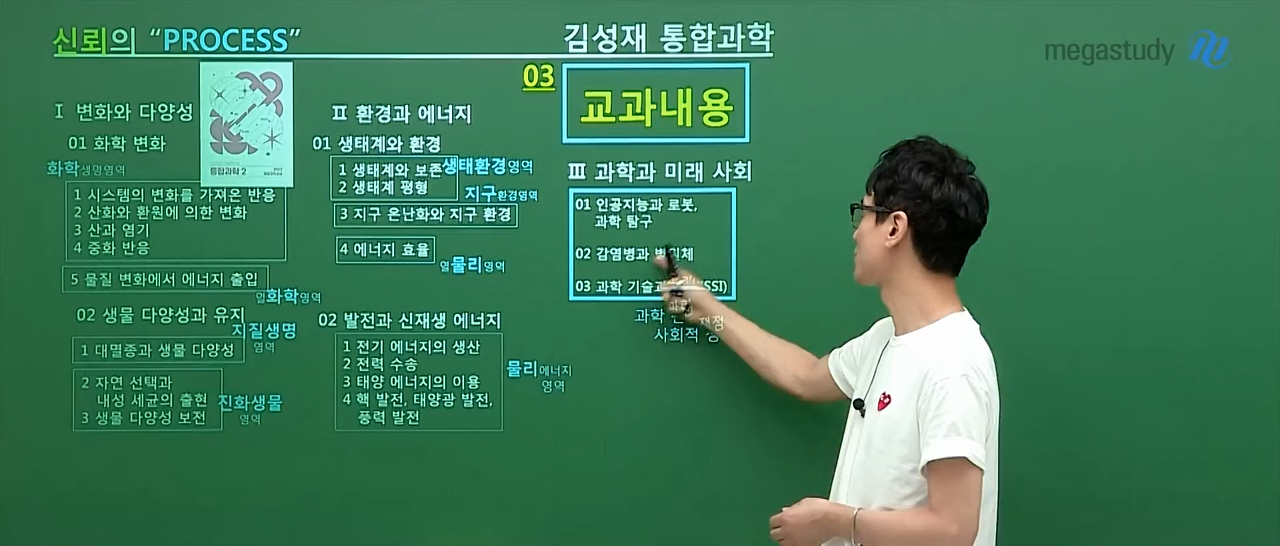 신뢰의 "PROCESS"
김성재 통합과학
megastudy
03
교과내용
I 변화와 다양성
01 화학 변화
화학생명영역
통합과학 2
1 시스템의 변화를 가져온 반응
2 산화와 환원에 의한 변화
3 산과 염기
4 중화 반응
5 물질 변화에서 에너지 출입
열화학영역
02 생물 다양성과 유지
지질생명
영역
1 대멸종과 생물 다양성
2 자연 선택과
내성 세균의 출현
3 생물 다양성 보전
진화생물
영역
II 환경과 에너지
01 생태계와 환경
1 생태계와 보존
2 생태계 평형
생태환경영역
지구환경영역
3 지구 온난화와 지구 환경
4 에너지 효율
열물리영역
02 발전과 신재생 에너지
1 전기 에너지의 생산
2 전력 수송
3 태양 에너지의 이용
4 핵 발전, 태양광 발전,
풍력 발전
물리에너지
영역
III 과학과 미래 사회
01 인공지능과 로봇,
과학 탐구
02 감염병과
03 과학 기술과 SSI)
과학
쟁점
사회적